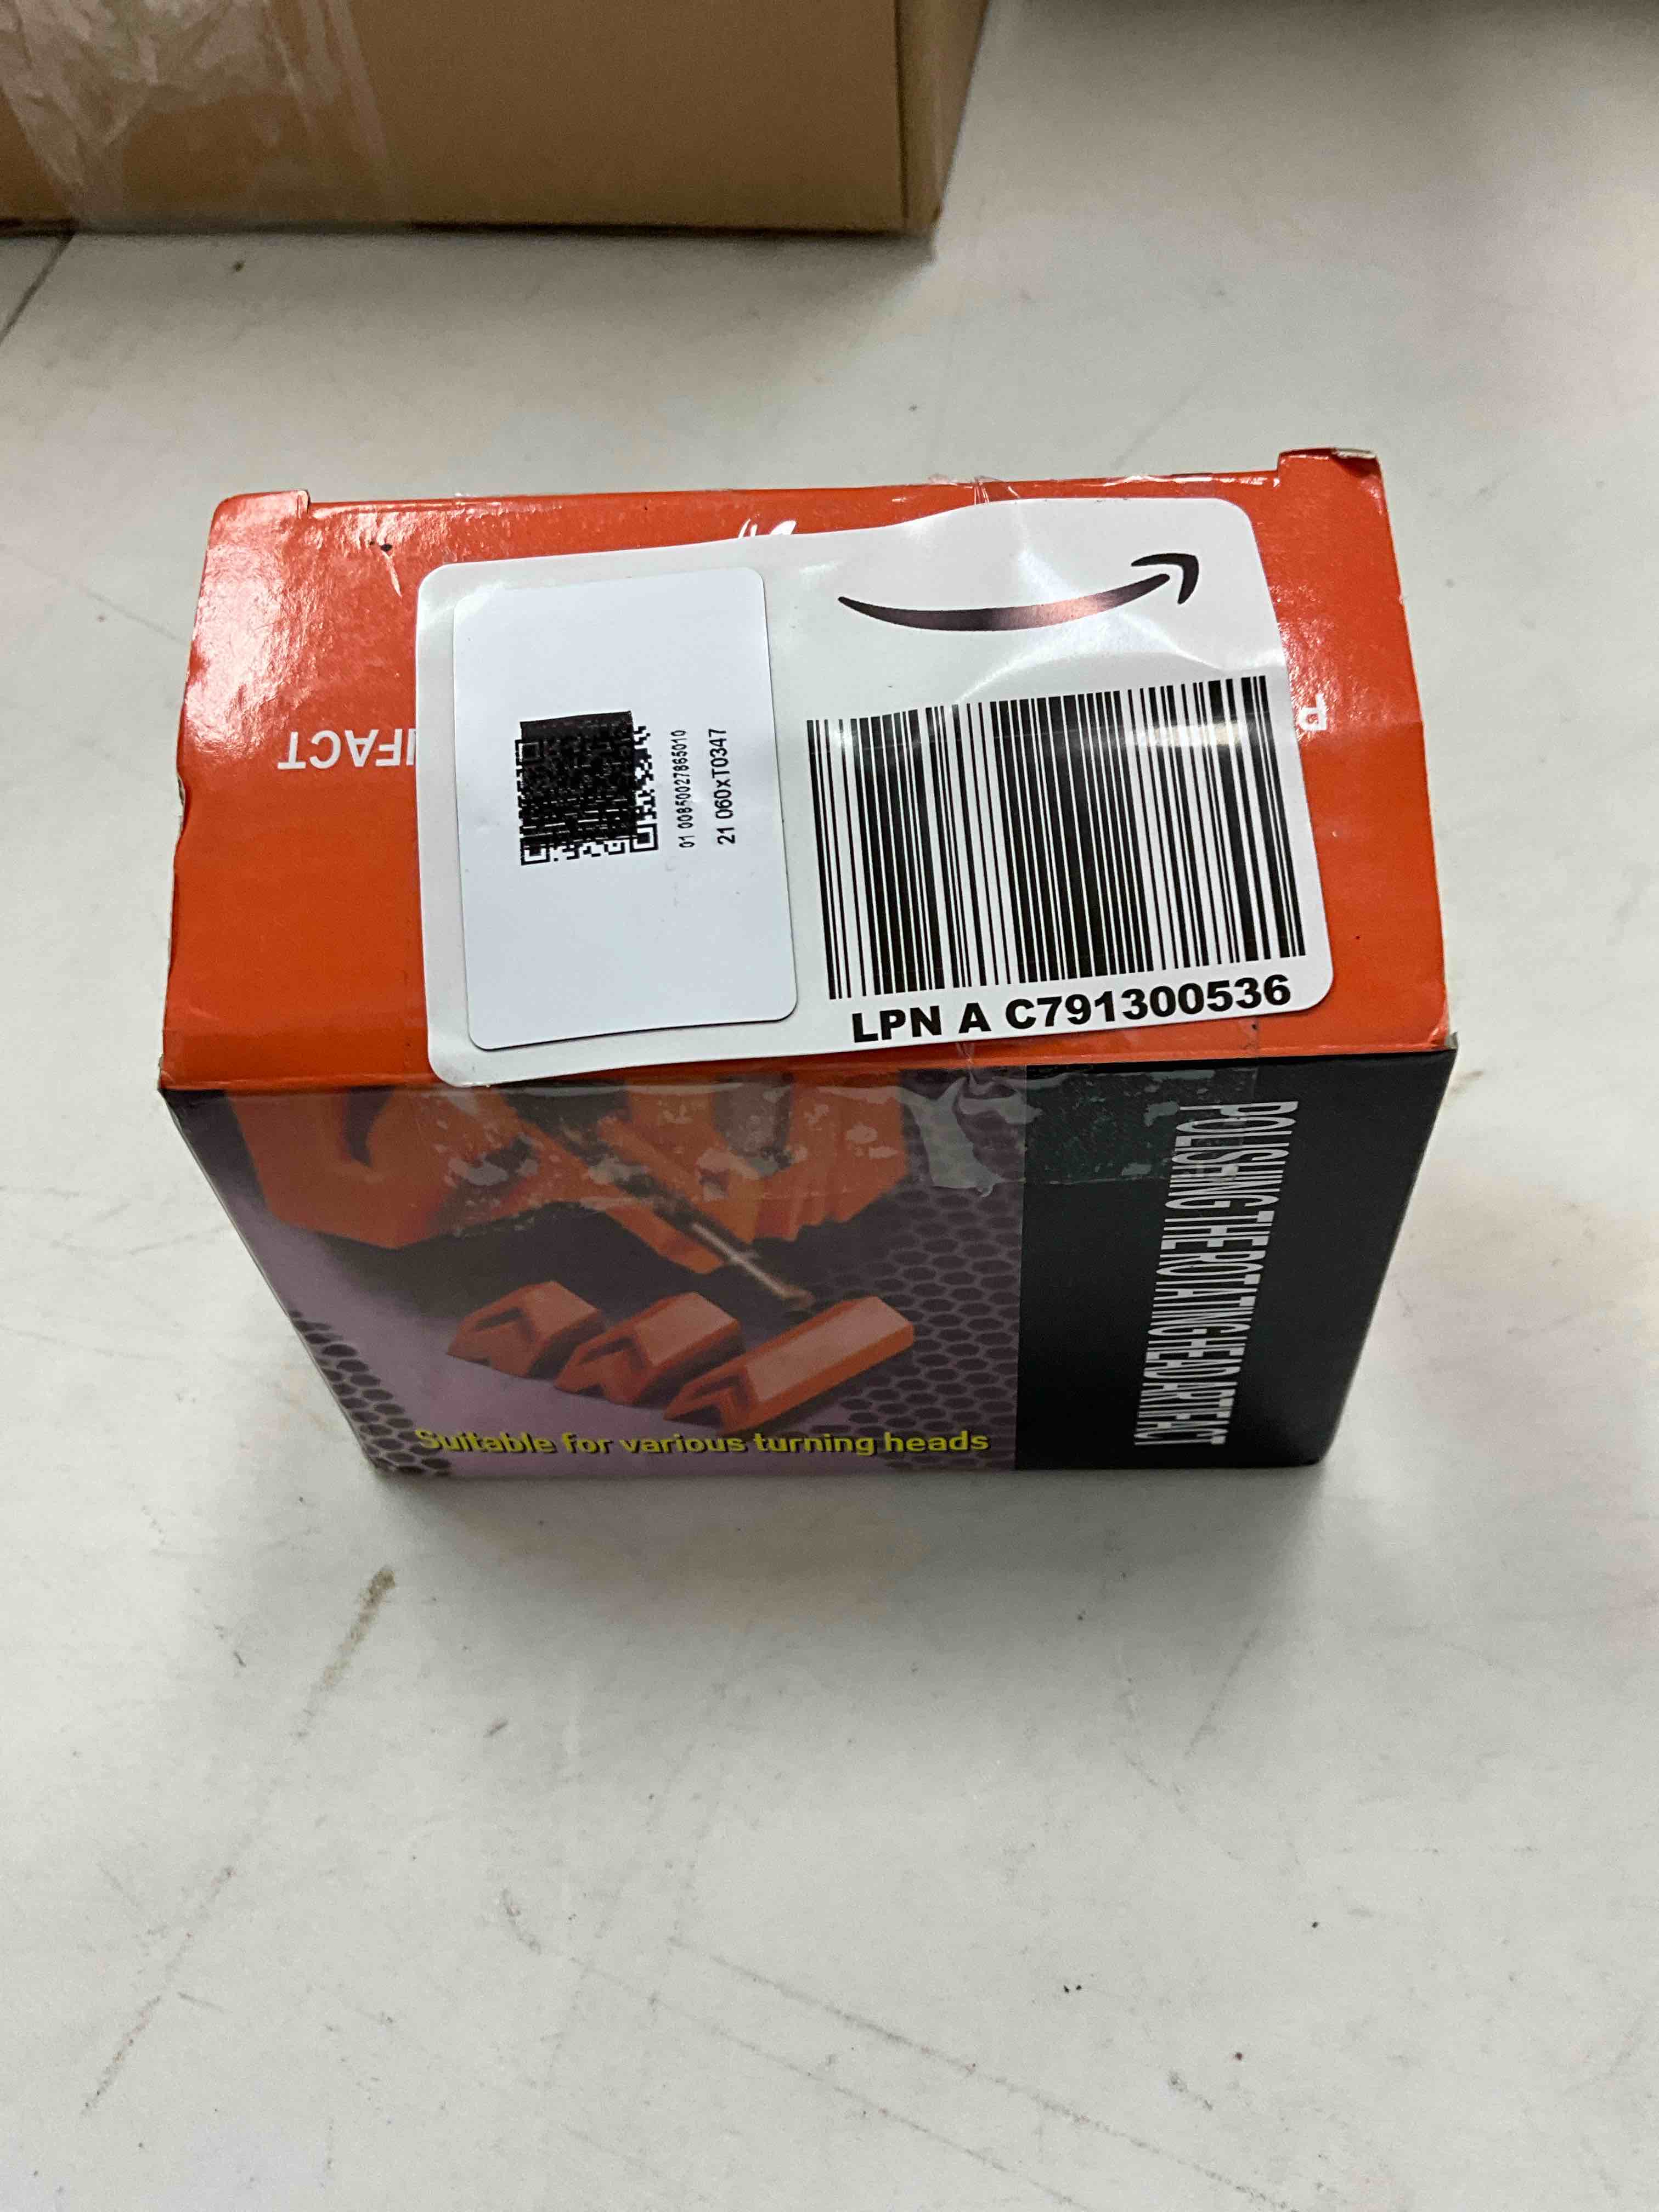 IFACT
P
01 00850027865010
21 060xT0347
LPN A C791300536
POLISHING THE ROTATING HEAD ARTIFACT
Suitable for various turning heads